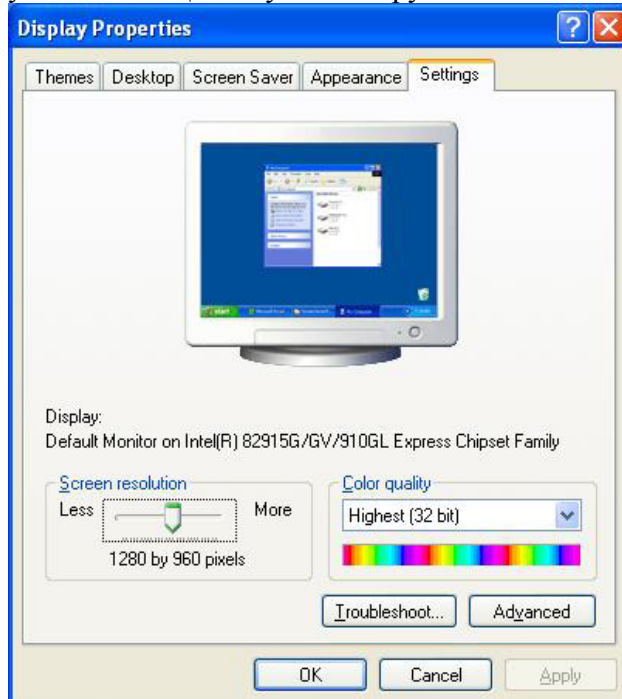 Display Properties
Themes Desktop Screen Saver Appearance Settings
start
Display:
Default Monitor on Intel(R) 82915G/GV/910GL Express Chipset Family
Screen resolution
Less More
1280 by 960 pixels
Color quality
Highest (32 bit)
Troubleshoot... Advanced
OK Cancel Apply